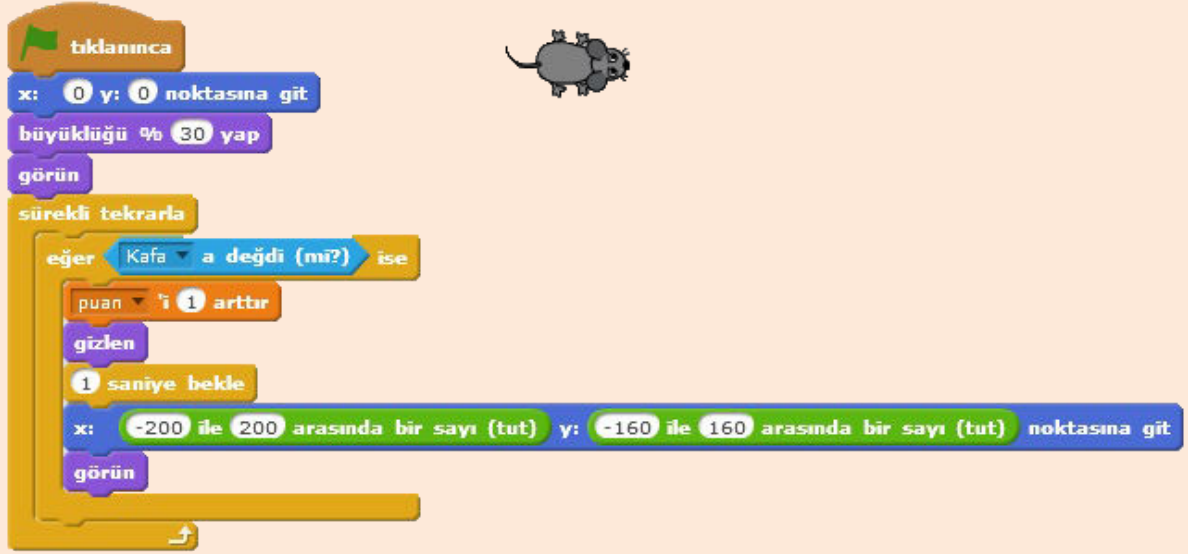 tıklanınca
x: 0 y: 0 noktasına git
büyüklüğü % 30 yap
görün
sürekli tekrarla
eğer Kafa a değdi (mi?) ise
puan 'i 1 arttır
gizlen
1 saniye bekle
x: -200 ile 200 arasında bir sayı (tut) y: -160 ile 160 arasında bir sayı (tut) noktasına git
görün